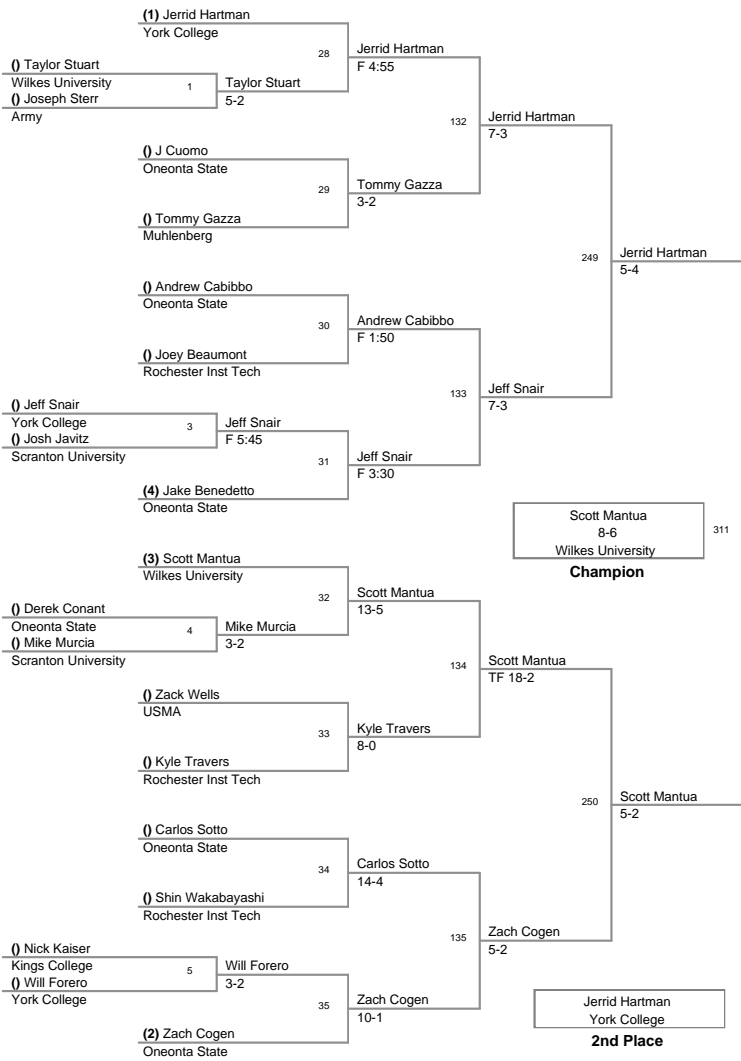 (1) Jerrid Hartman
York College
28
Jerrid Hartman
F 4:55
() Taylor Stuart
Wilkes University
1
() Joseph Sterr
Army
Taylor Stuart
5-2
132
Jerrid Hartman
7-3
() J Cuomo
Oneonta State
29
Tommy Gazza
3-2
() Tommy Gazza
Muhlenberg
249
Jerrid Hartman
5-4
() Andrew Cabibbo
Oneonta State
30
Andrew Cabibbo
F 1:50
() Joey Beaumont
Rochester Inst Tech
133
Jeff Snair
7-3
() Jeff Snair
York College
3
() Josh Javitz
Scranton University
Jeff Snair
F 5:45
31
Jeff Snair
F 3:30
(4) Jake Benedetto
Oneonta State
Scott Mantua
8-6
Wilkes University
311
Champion
(3) Scott Mantua
Wilkes University
32
Scott Mantua
13-5
() Derek Conant
Oneonta State
4
() Mike Murcia
Scranton University
Mike Murcia
3-2
134
Scott Mantua
TF 18-2
() Zack Wells
USMA
33
Kyle Travers
8-0
() Kyle Travers
Rochester Inst Tech
250
Scott Mantua
5-2
() Carlos Sotto
Oneonta State
34
Carlos Sotto
14-4
() Shin Wakabayashi
Rochester Inst Tech
135
Zach Cogen
5-2
() Nick Kaiser
Kings College
5
() Will Forero
York College
Will Forero
3-2
35
Zach Cogen
10-1
(2) Zach Cogen
Oneonta State
Jerrid Hartman
York College
2nd Place